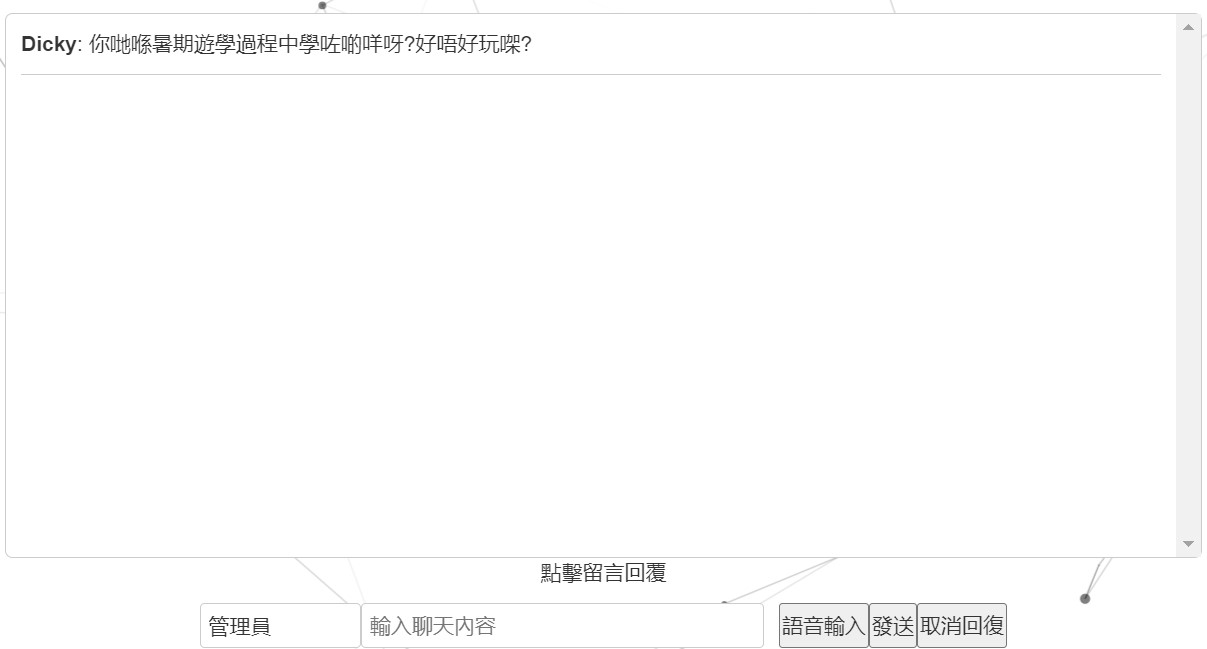 Dicky: 你哋喺暑期遊學過程中學咗啲咩呀?好唔好玩㗎?
點擊留言回覆
管理員 輸入聊天內容 語音輸入 發送 取消回復